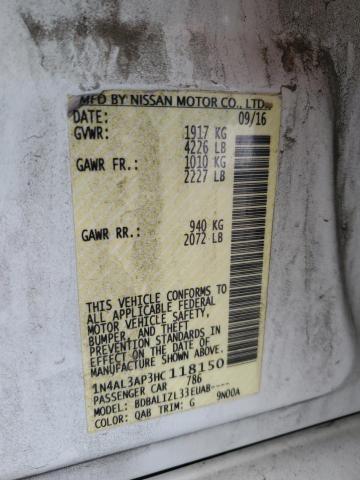 MFD BY NISSAN MOTOR CO., LTD.
DATE: 09/16
GVWR: 1917 KG
4226 LB
GAWR FR.: 1010 KG
2227 LB
GAWR RR.: 940 KG
2072 LB
THIS VEHICLE CONFORMS TO
ALL APPLICABLE FEDERAL
MOTOR VEHICLE SAFETY,
BUMPER, AND THEFT
PREVENTION STANDARDS IN
EFFECT ON THE DATE OF
MANUFACTURE SHOWN ABOVE.
1N4AL3AP3HC118150
PASSENGER CAR 786
MODEL: BDBALIZL33EUAB----
COLOR: QAB TRIM: G 9N00A